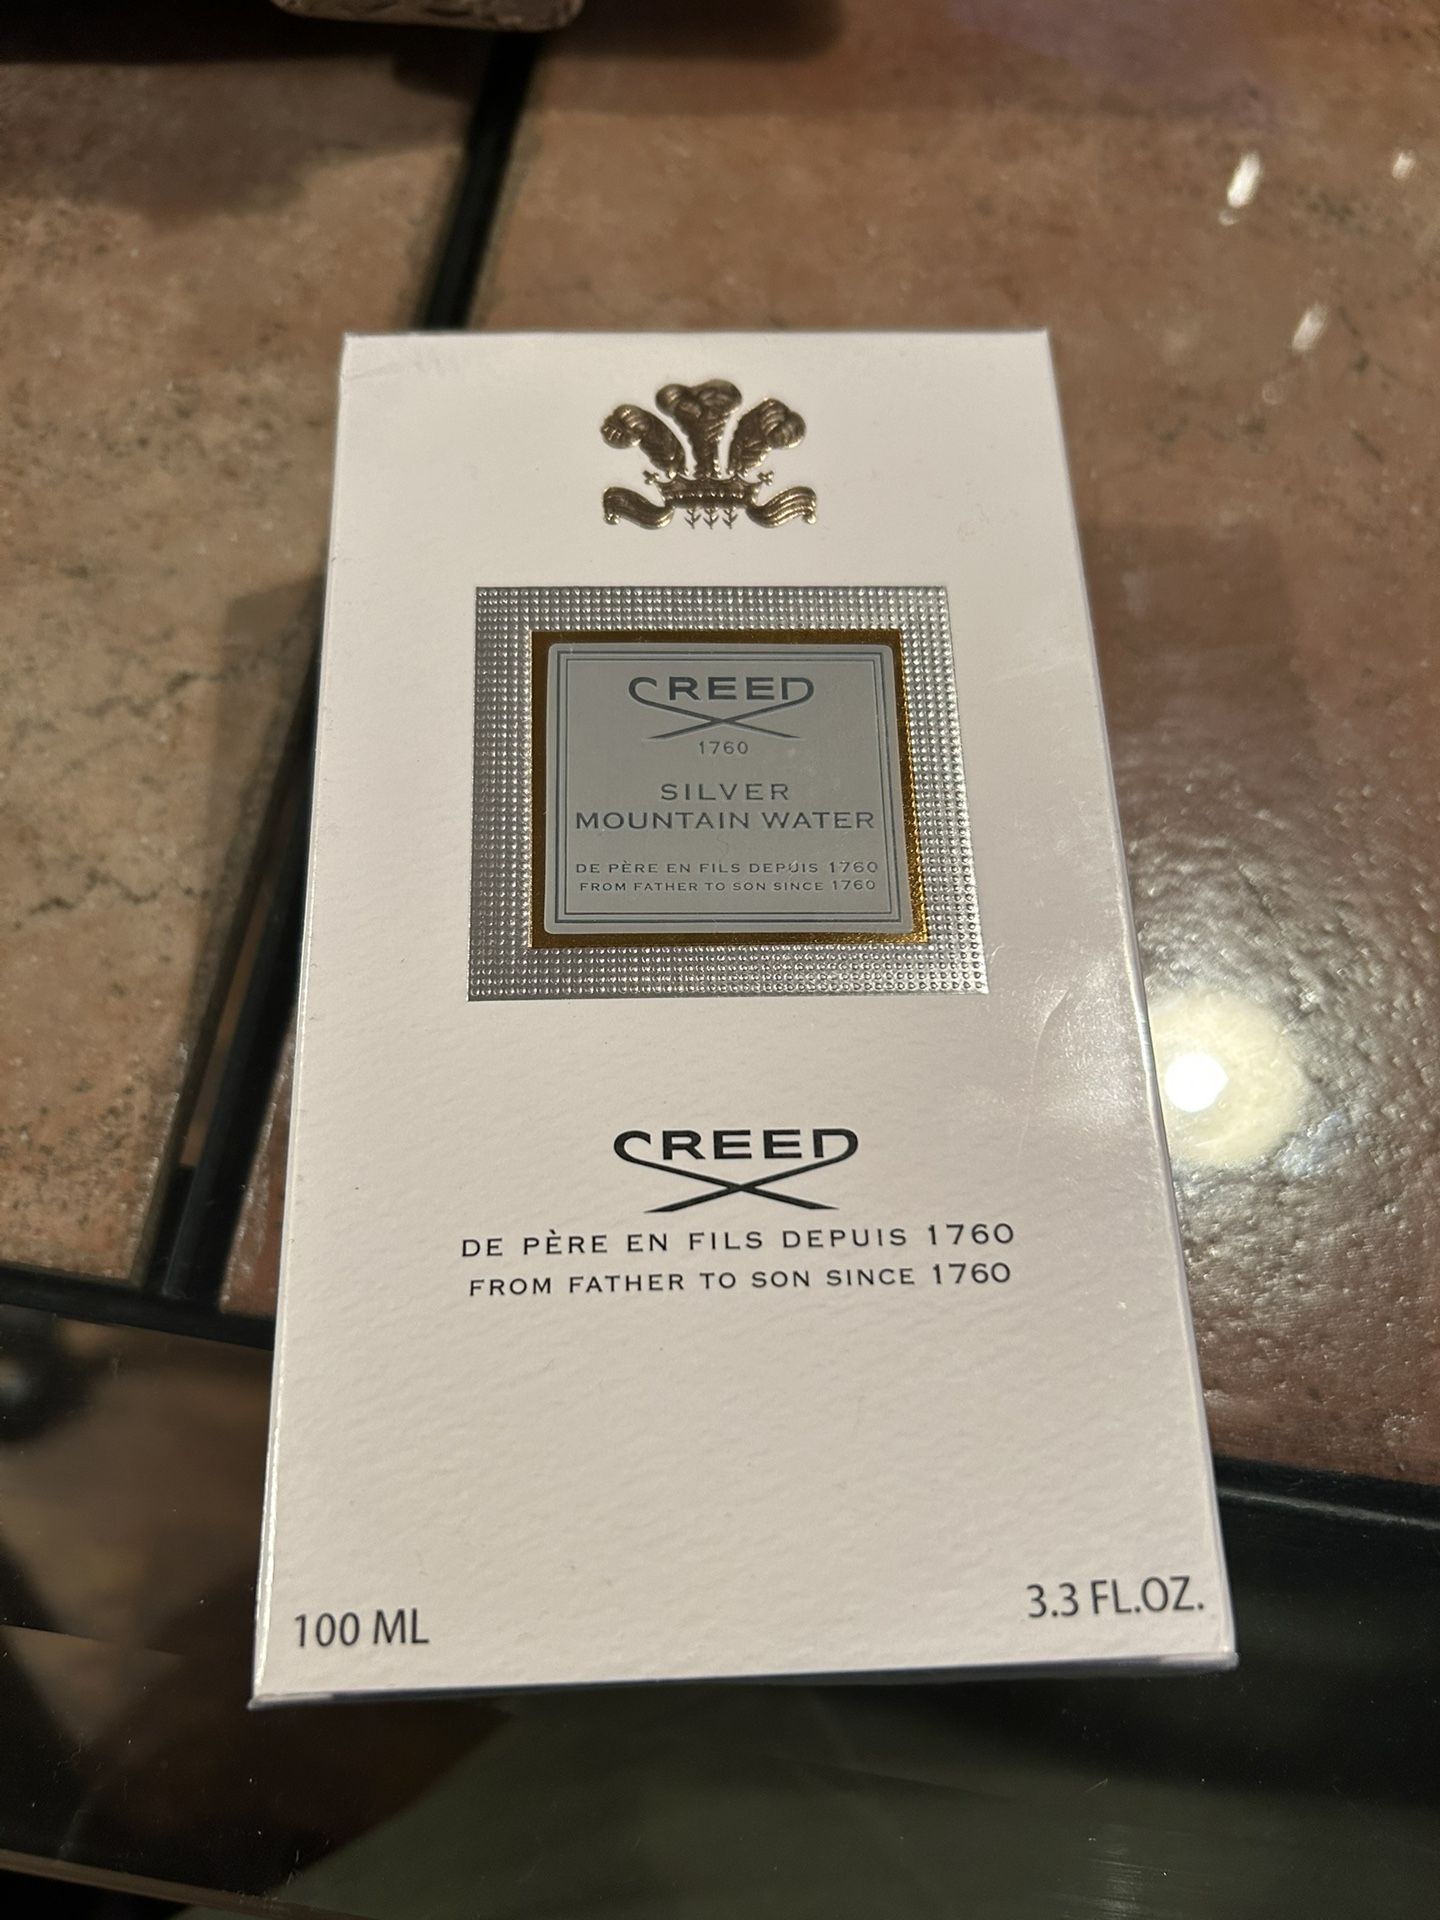 CREED
1760
SILVER
MOUNTAIN WATER
DE PÈRE EN FILS DEPUIS 1760
FROM FATHER TO SON SINCE 1760
CREED
DE PÈRE EN FILS DEPUIS 1760
FROM FATHER TO SON SINCE 1760
100 ML
3.3 FL.OZ.